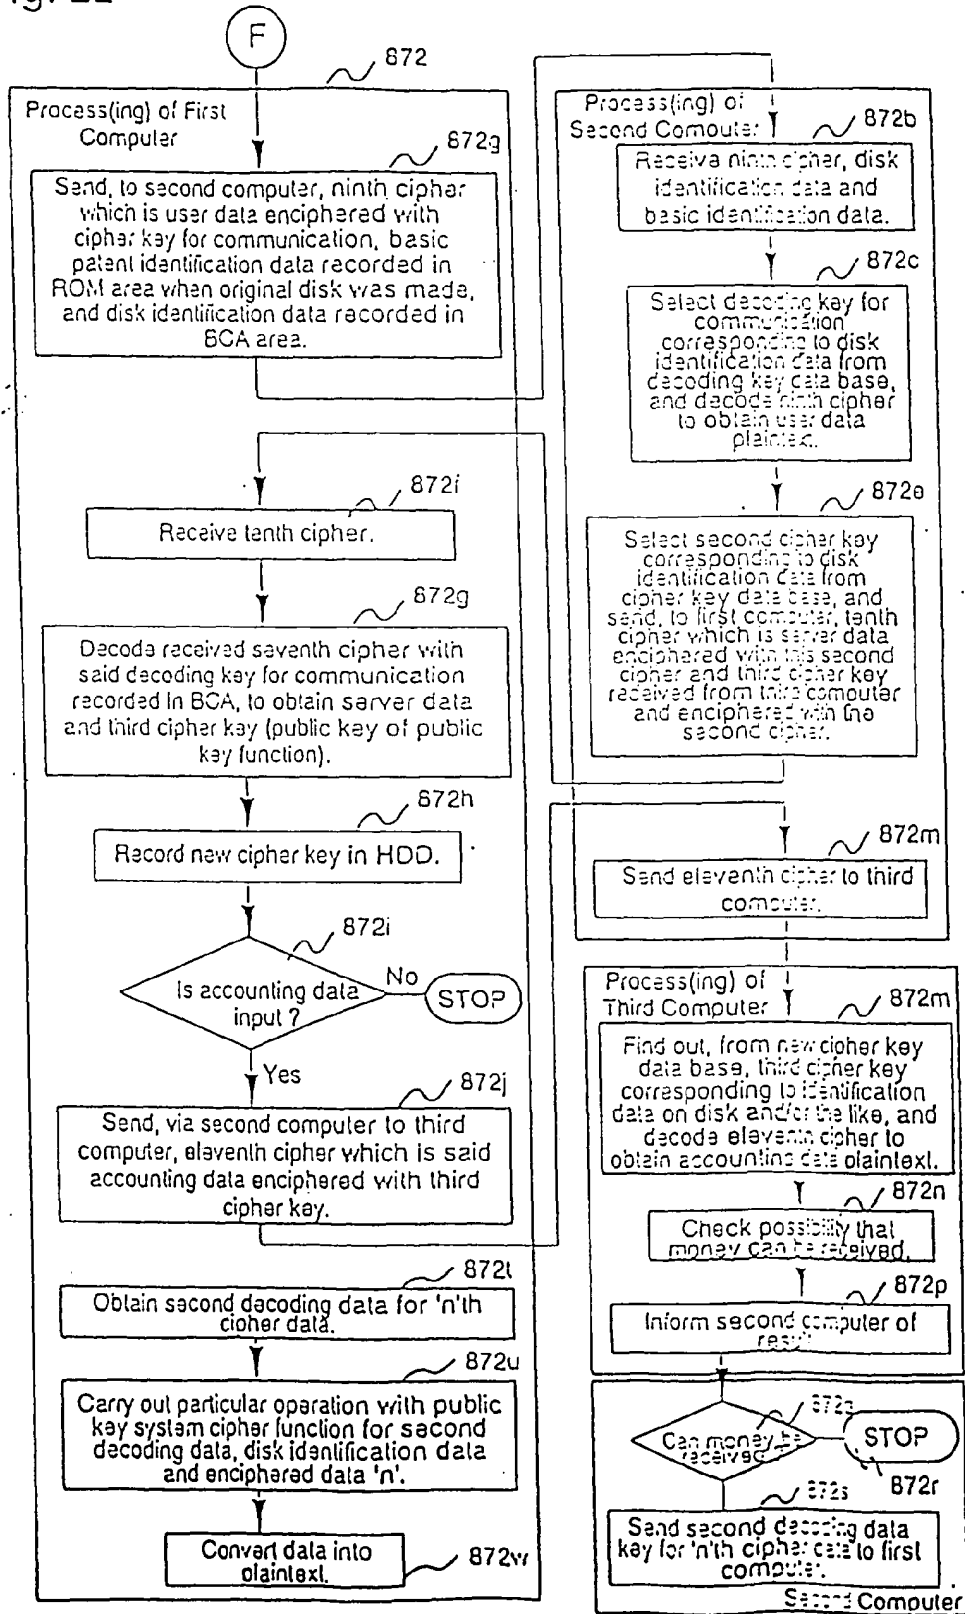 F
872
Process(ing) of First
Computer
872g
Send, to second computer, ninth cipher
which is user data enciphered with
cipher key for communication, basic
patent identification data recorded in
ROM area when original disk was made,
and disk identification data recorded in
BCA area.
872i
Receive tenth cipher.
872g
Decode received seventh cipher with
said decoding key for communication
recorded in BCA, to obtain server data
and third cipher key (public key of public
key function).
872h
Record new cipher key in HDD.
872i
Is accounting data
input ?
No
STOP
Yes
872j
Send, via second computer to third
computer, eleventh cipher which is said
accounting data enciphered with third
cipher key.
872t
Obtain second decoding data for 'n'th
cipher data.
872u
Carry out particular operation with public
key system cipher function for second
decoding data, disk identification data
and enciphered data 'n'.
Convert data into
plaintext.
872w
Process(ing) of
Second Comouter
872b
Receiva ninth cipher, disk
identification data and
basic identification data.
872c
Select decoding key for
communication
corresponding to disk
identification data from
decoding key data base,
and decode ninth cipher
to obtain user data
plaintext.
872e
Select second cipher key
corresponding to disk
identification data from
cipher key data base, and
send, to first computer, tenth
cipher which is server data
enciphered with this second
cipher and third cipher key
received from third computer
and enciphered with the
second cipher.
872m
Send eleventh cipher to third
computer.
Process(ing) of
Third Computer
872m
Find out, from new cipher key
data base, third cipher key
corresponding to identification
data on disk and/or the like, and
decode eleventh cipher to
obtain accounting data plaintext.
872n
Check possibility that
money can be received.
872p
Inform second computer of
result
Can money be
received
STOP
872r
872s
Send second decoding data
key for 'n'th cipher data to first
computer.
Second Computer